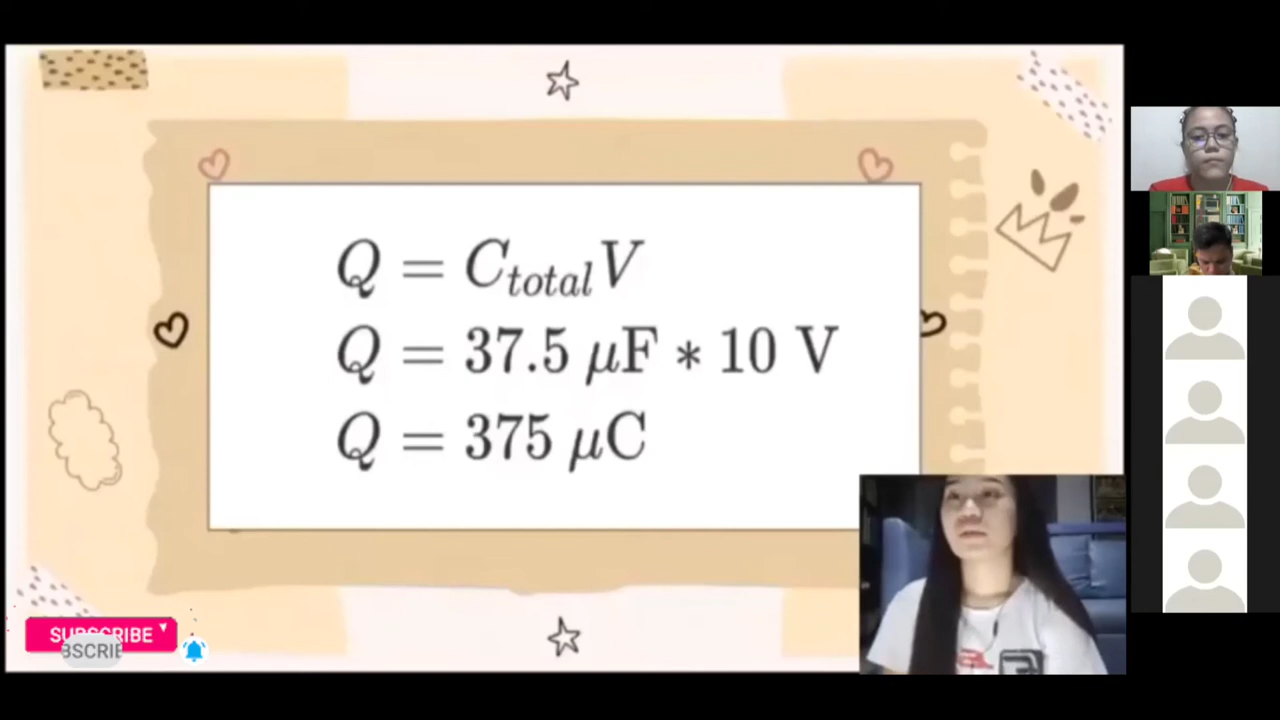 Q = C_total V
Q = 37.5 μF * 10 V
Q = 375 μC
SUBSCRIBE